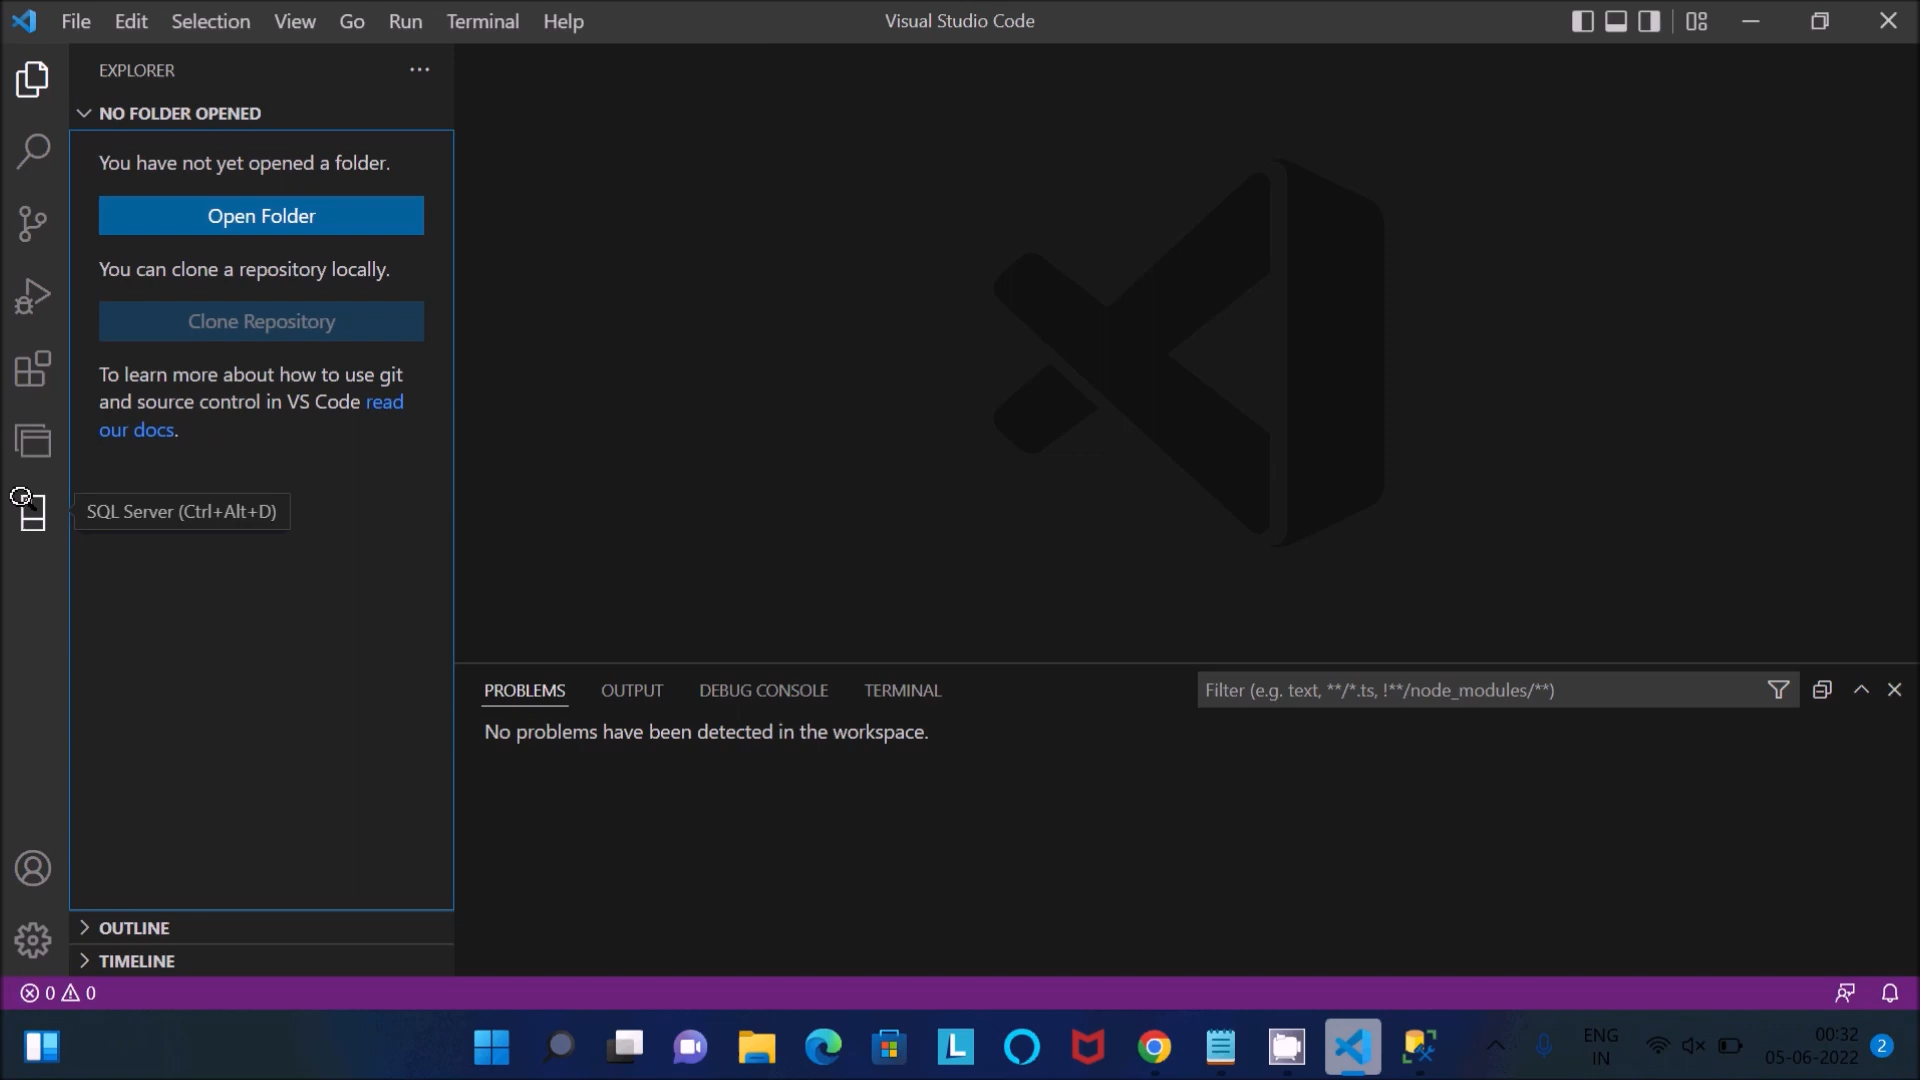 File Edit Selection View Go Run Terminal Help
Visual Studio Code
EXPLORER
NO FOLDER OPENED
You have not yet opened a folder.
Open Folder
You can clone a repository locally.
Clone Repository
To learn more about how to use git
and source control in VS Code read
our docs.
SQL Server (Ctrl+Alt+D)
PROBLEMS OUTPUT DEBUG CONSOLE TERMINAL
Filter (e.g. text, **/*.ts, !**/node_modules/**)
No problems have been detected in the workspace.
OUTLINE
TIMELINE
0 0
L
ENG
IN
00:32
05-06-2022
2